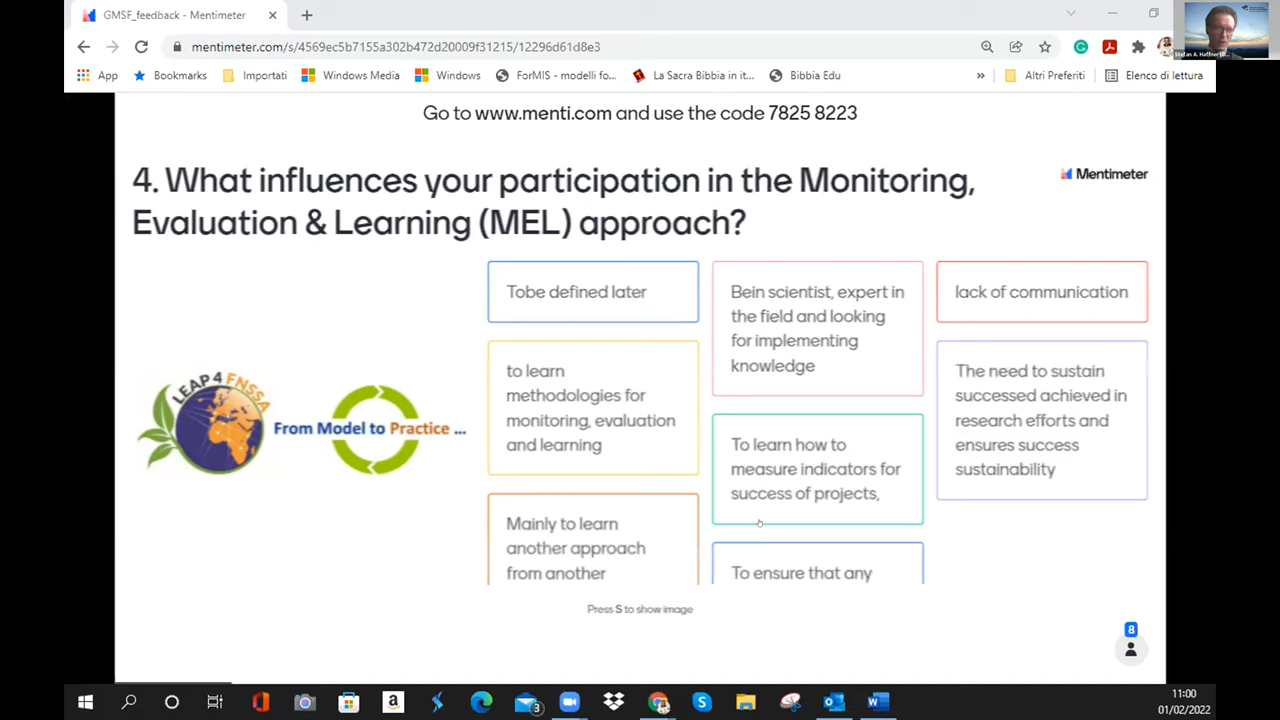 GMSF_feedback - Mentimeter
mentimeter.com/s/4569ec5b7155a302b472d20009f31215/12296d61d8e3
App
Bookmarks
Importati
Windows Media
Windows
ForMIS - modelli fo...
La Sacra Bibbia in it...
Bibbia Edu
»
Altri Preferiti
Elenco di lettura
Go to www.menti.com and use the code 7825 8223
4. What influences your participation in the Monitoring,
Evaluation & Learning (MEL) approach?
Mentimeter
LEAP4FNSSA
From Model to Practice ...
Tobe defined later
to learn
methodologies for
monitoring, evaluation
and learning
Mainly to learn
another approach
from another
Bein scientist, expert in
the field and looking
for implementing
knowledge
To learn how to
measure indicators for
success of projects,
To ensure that any
lack of communication
The need to sustain
successed achieved in
research efforts and
ensures success
sustainability
Press S to show image
8
3
11:00
01/02/2022